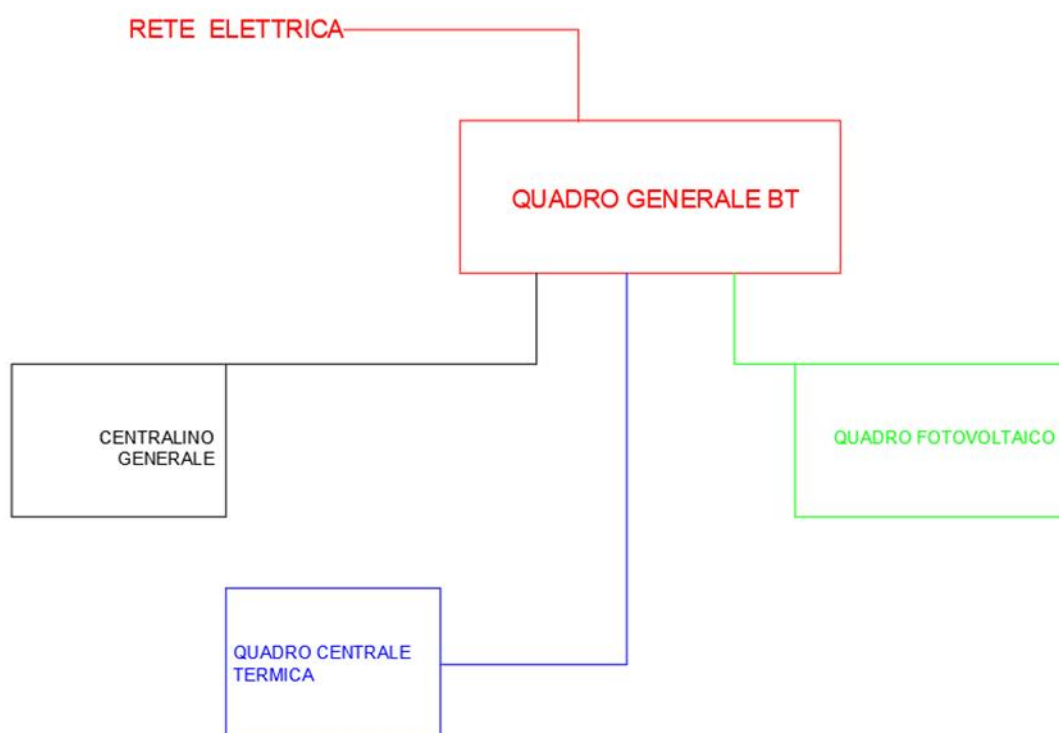 RETE ELETTRICA
QUADRO GENERALE BT
CENTRALINO
GENERALE
QUADRO FOTOVOLTAICO
QUADRO CENTRALE
TERMICA